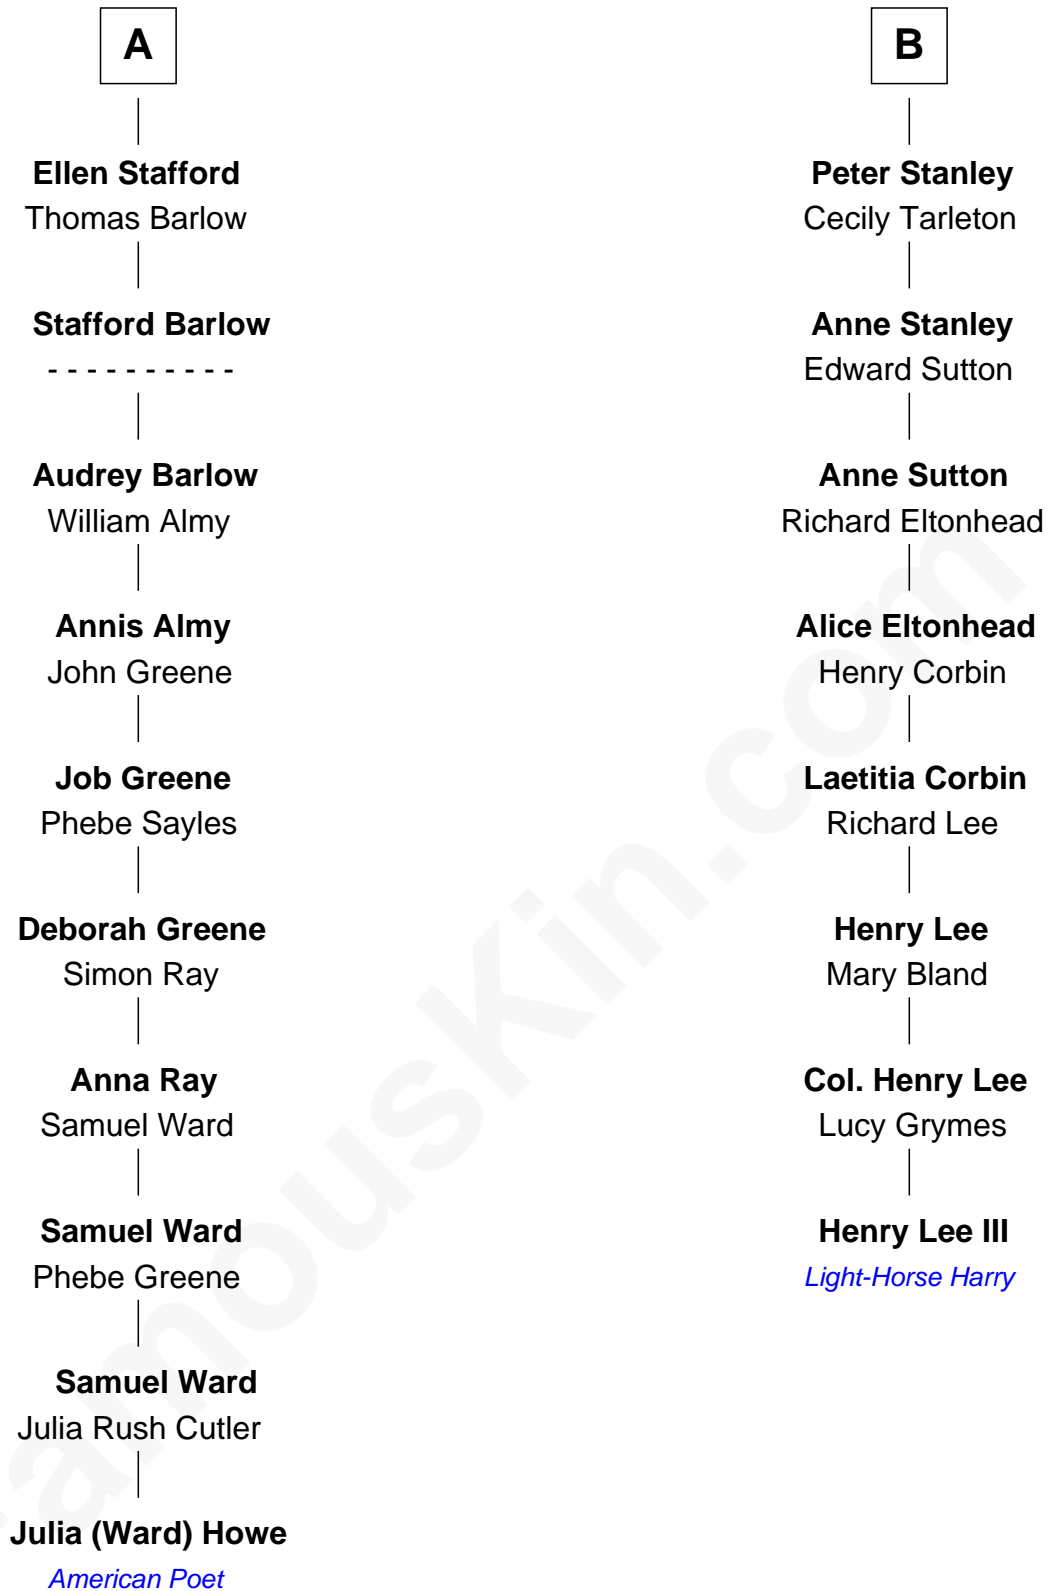 A
Ellen Stafford
Thomas Barlow
Stafford Barlow
- - - - - - - - - -
Audrey Barlow
William Almy
Annis Almy
John Greene
Job Greene
Phebe Sayles
Deborah Greene
Simon Ray
Anna Ray
Samuel Ward
Samuel Ward
Phebe Greene
Samuel Ward
Julia Rush Cutler
Julia (Ward) Howe
American Poet
B
Peter Stanley
Cecily Tarleton
Anne Stanley
Edward Sutton
Anne Sutton
Richard Eltonhead
Alice Eltonhead
Henry Corbin
Laetitia Corbin
Richard Lee
Henry Lee
Mary Bland
Col. Henry Lee
Lucy Grymes
Henry Lee III
Light-Horse Harry
FamousKin.com